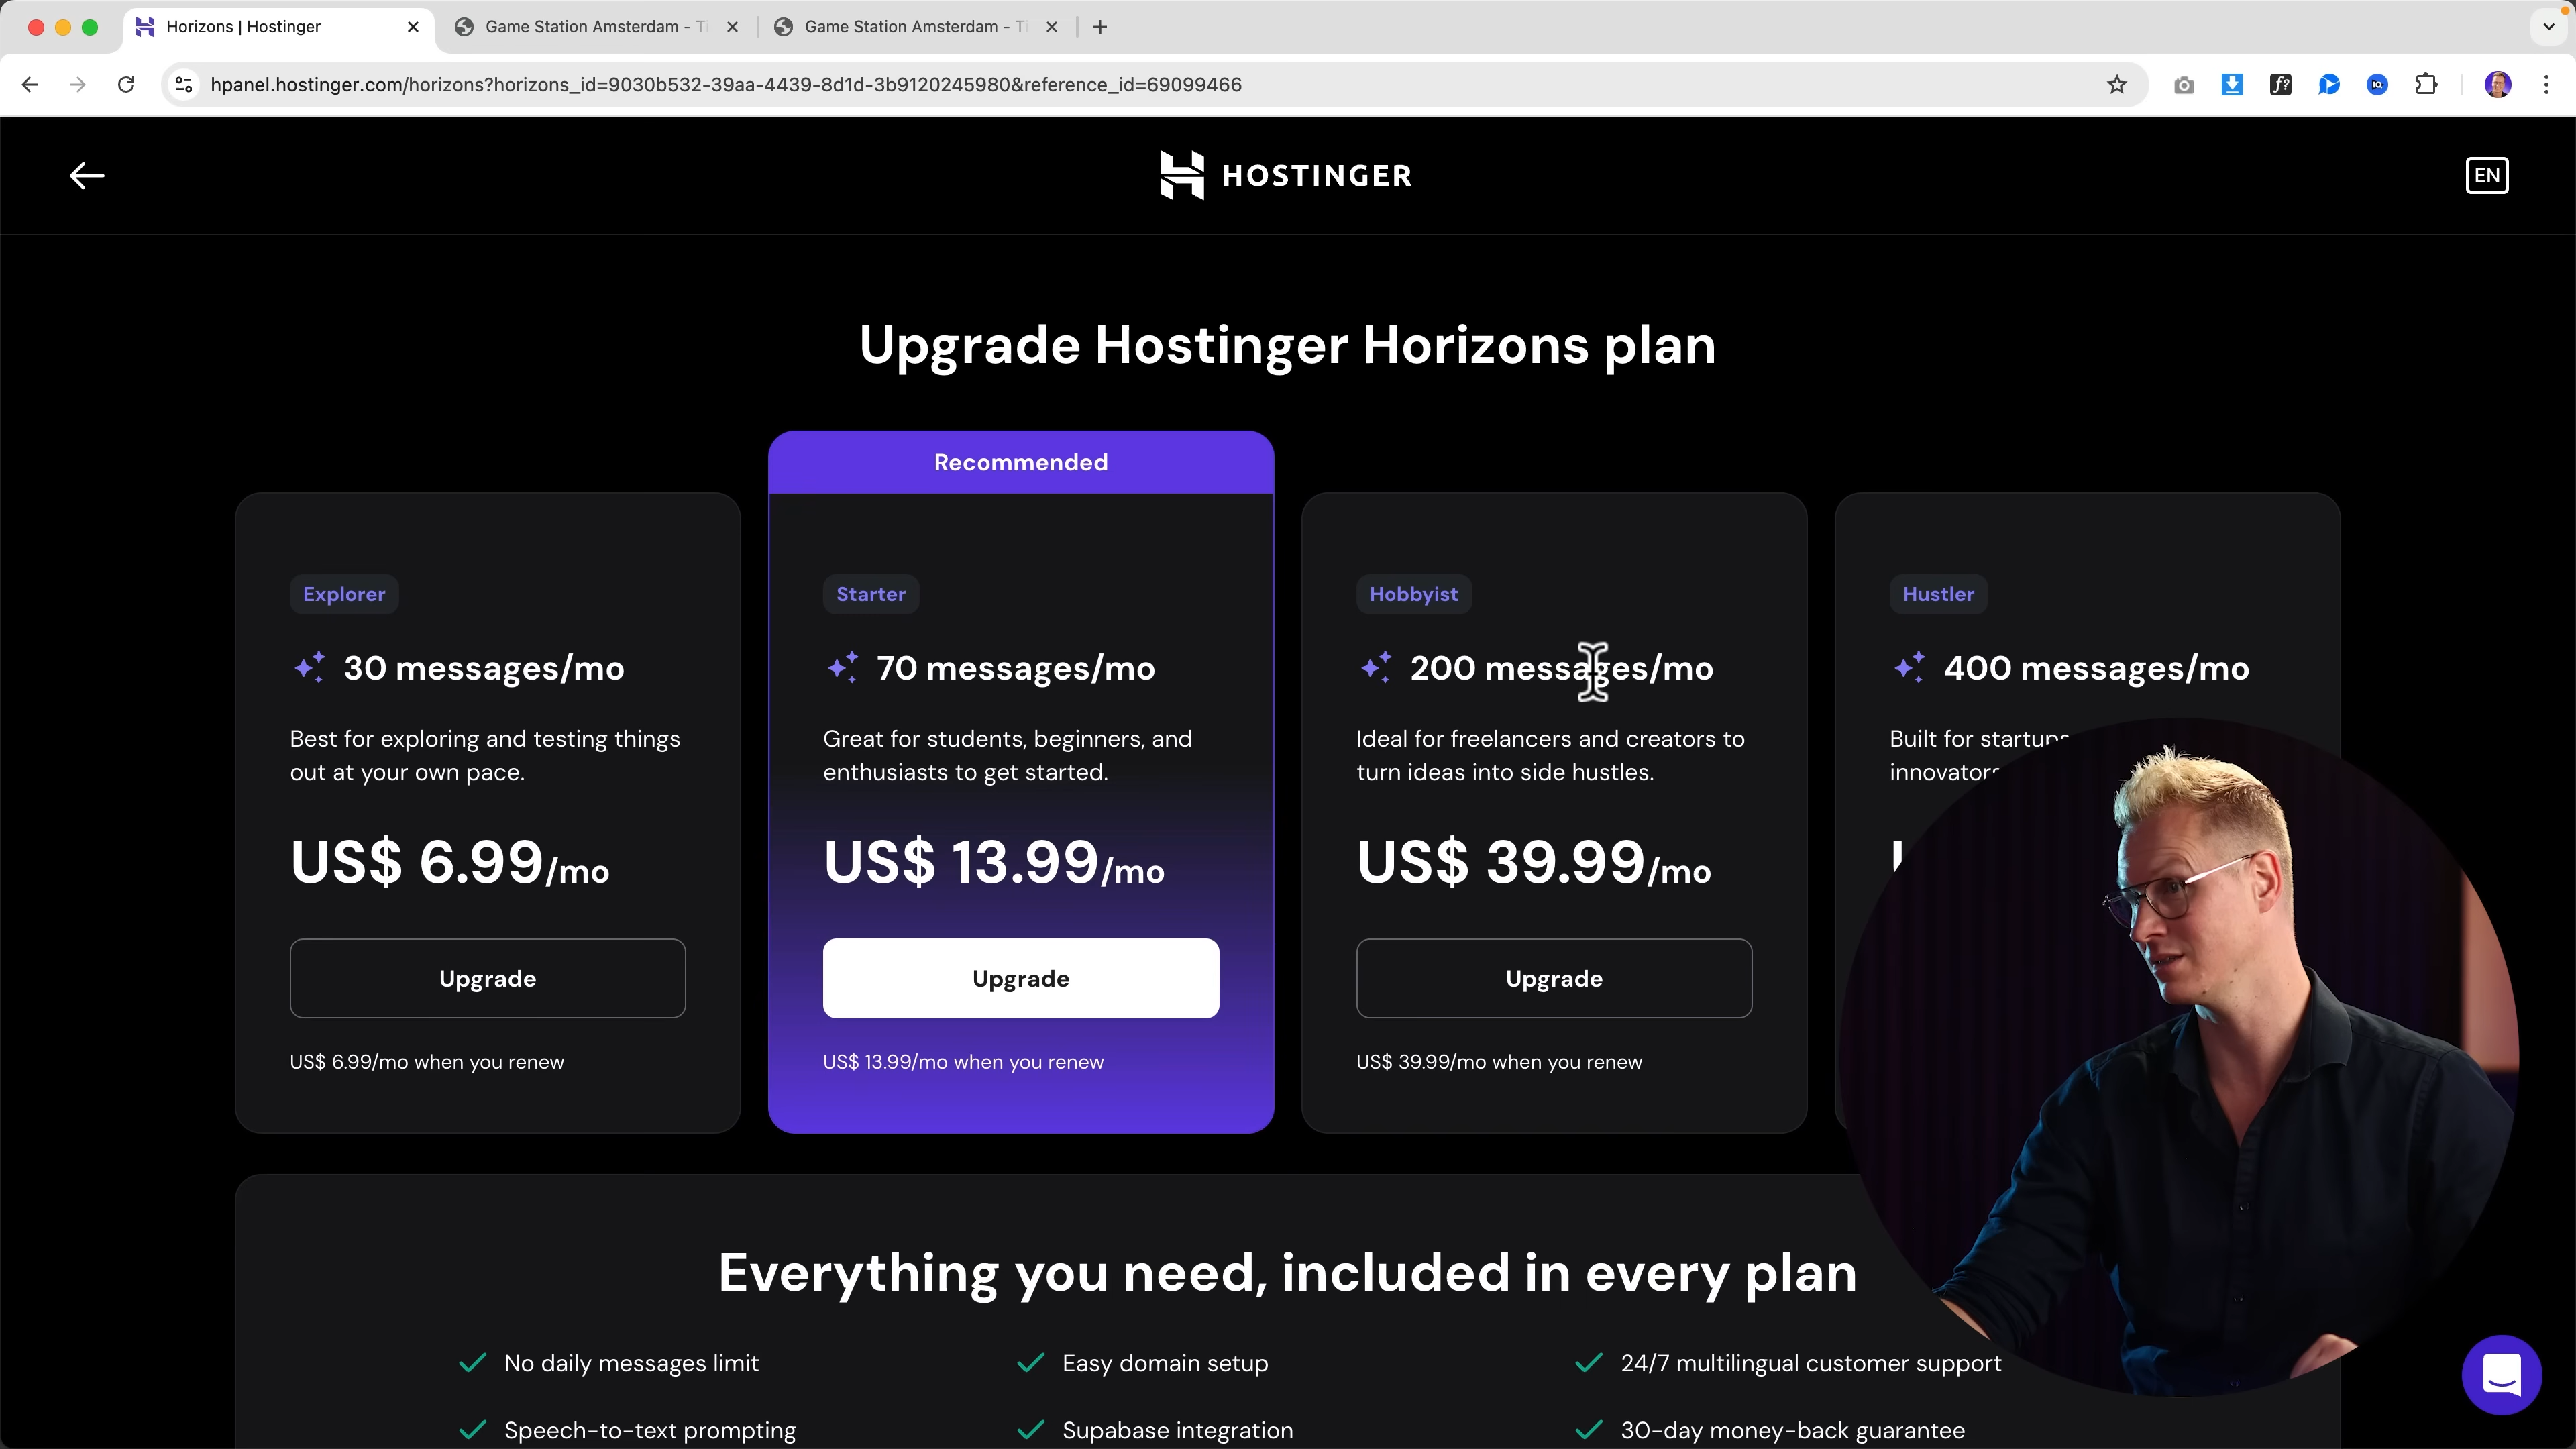 Horizons | Hostinger
Game Station Amsterdam - Ti
Game Station Amsterdam - Ti
hpanel.hostinger.com/horizons?horizons_id=9030b532-39aa-4439-8d1d-3b9120245980&reference_id=69099466
HOSTINGER
EN
Upgrade Hostinger Horizons plan
Recommended
Explorer
30 messages/mo
Best for exploring and testing things
out at your own pace.
US$ 6.99/mo
Upgrade
US$ 6.99/mo when you renew
Starter
70 messages/mo
Great for students, beginners, and
enthusiasts to get started.
US$ 13.99/mo
Upgrade
US$ 13.99/mo when you renew
Hobbyist
200 messages/mo
Ideal for freelancers and creators to
turn ideas into side hustles.
US$ 39.99/mo
Upgrade
US$ 39.99/mo when you renew
Hustler
400 messages/mo
Built for startups
innovators
Everything you need, included in every plan
No daily messages limit
Easy domain setup
24/7 multilingual customer support
Speech-to-text prompting
Supabase integration
30-day money-back guarantee